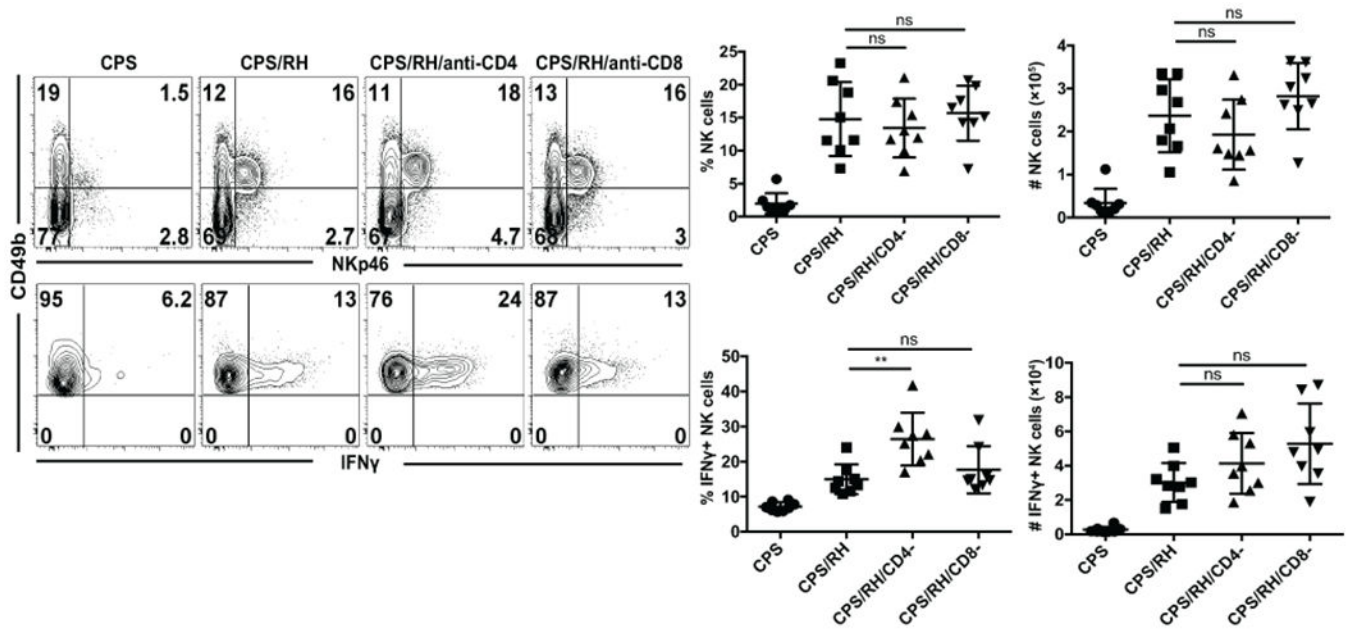 CPS CPS/RH CPS/RH/anti-CD4 CPS/RH/anti-CD8
19 1.5 12 16 11 18 13 16
77 2.8 69 2.7 67 4.7 68 3
CD49b
NKp46
95 6.2 87 13 76 24 87 13
0 0 0 0 0 0 0 0
IFNγ
ns
ns
25
20
15
10
5
0
% NK cells
CPS CPS/RH CPS/RH/CD4- CPS/RH/CD8-
ns
ns
4
3
2
1
0
# NK cells (×10⁵)
CPS CPS/RH CPS/RH/CD4- CPS/RH/CD8-
ns
**
50
40
30
20
10
0
% IFNγ+ NK cells
CPS CPS/RH CPS/RH/CD4- CPS/RH/CD8-
ns
ns
10
8
6
4
2
0
# IFNγ+ NK cells (×10⁴)
CPS CPS/RH CPS/RH/CD4- CPS/RH/CD8-